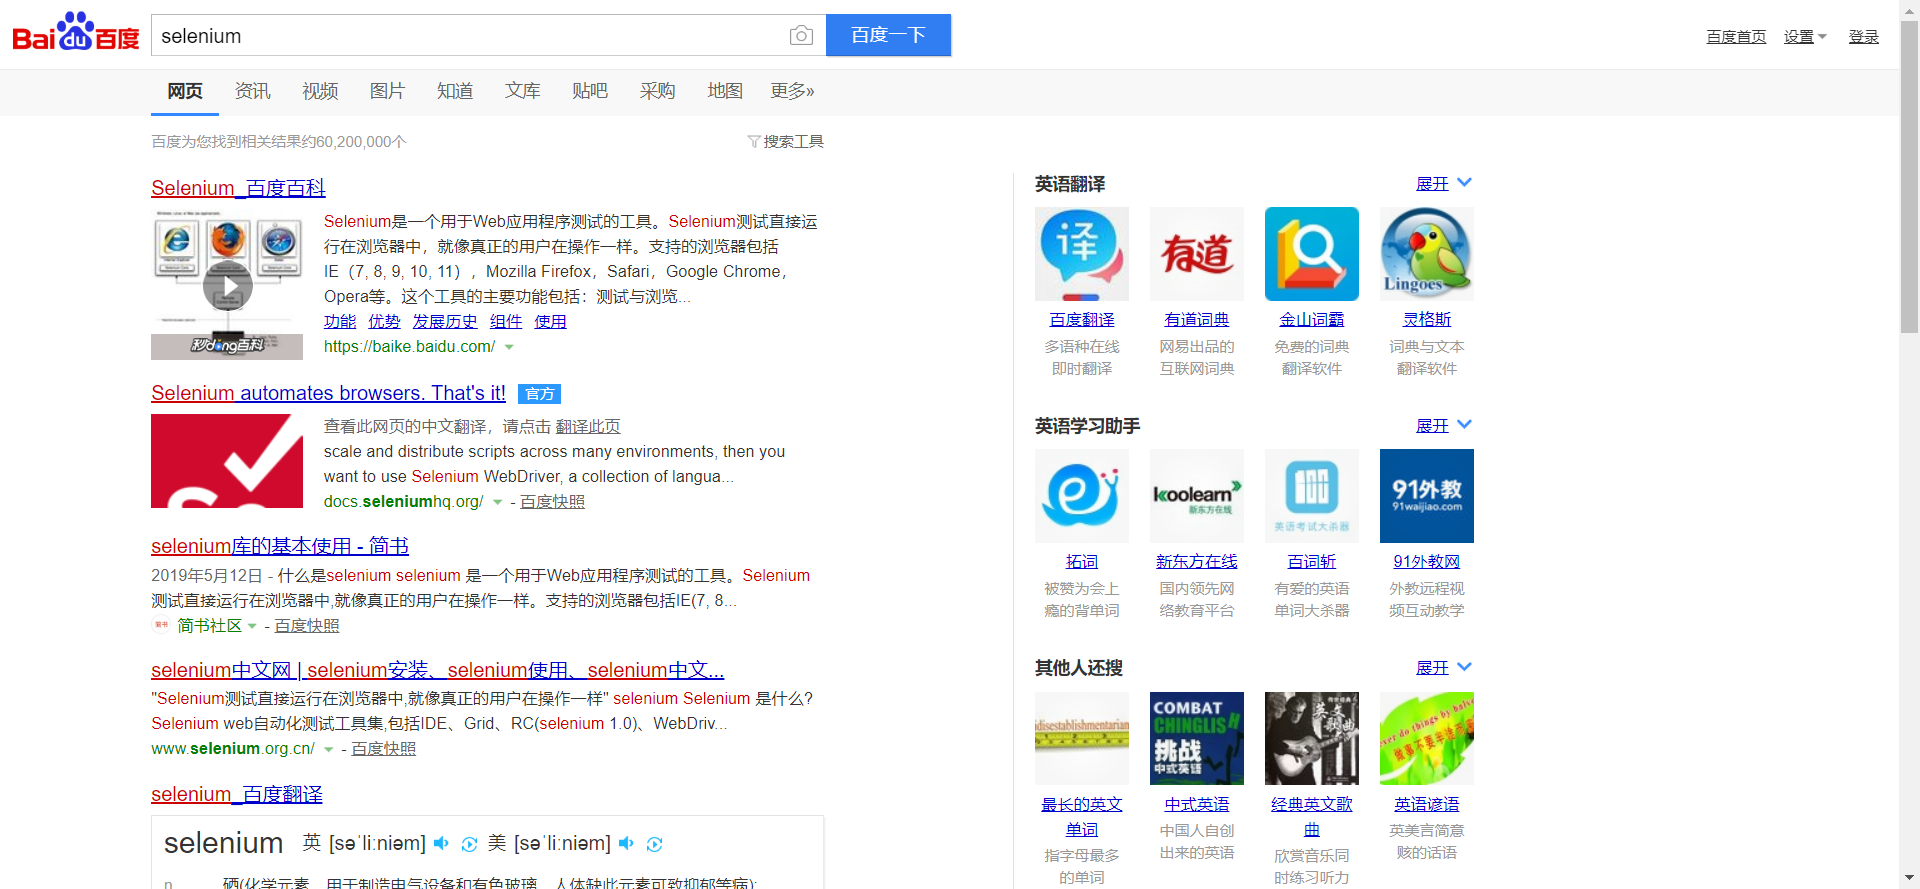 Bai du 百度
selenium
百度一下
百度首页 设置 登录
网页 资讯 视频 图片 知道 文库 贴吧 采购 地图 更多»
百度为您找到相关结果约60,200,000个
搜索工具
Selenium_百度百科
Selenium是一个用于Web应用程序测试的工具。Selenium测试直接运
行在浏览器中，就像真正的用户在操作一样。支持的浏览器包括
IE（7, 8, 9, 10, 11），Mozilla Firefox，Safari，Google Chrome，
Opera等。这个工具的主要功能包括：测试与浏览...
功能 优势 发展历史 组件 使用
秒dong百科
https://baike.baidu.com/
Selenium automates browsers. That's it! 官方
查看此网页的中文翻译，请点击 翻译此页
scale and distribute scripts across many environments, then you
want to use Selenium WebDriver, a collection of langua...
docs.seleniumhq.org/ - 百度快照
selenium库的基本使用 - 简书
2019年5月12日 - 什么是selenium selenium 是一个用于Web应用程序测试的工具。Selenium
测试直接运行在浏览器中,就像真正的用户在操作一样。支持的浏览器包括IE(7, 8...
简书 简书社区 - 百度快照
selenium中文网 | selenium安装、selenium使用、selenium中文...
"Selenium测试直接运行在浏览器中,就像真正的用户在操作一样" selenium Selenium 是什么?
Selenium web自动化测试工具集,包括IDE、Grid、RC(selenium 1.0)、WebDriv...
www.selenium.org.cn/ - 百度快照
selenium_百度翻译
selenium 英 [səˈliːniəm] 美 [səˈliːniəm]
n. 硒(化学元素，用于制造电气设备和有色玻璃，人体缺此元素可致抑郁等病);
英语翻译 展开
译 有道 Lingoes
百度翻译 有道词典 金山词霸 灵格斯
多语种在线 网易出品的 免费的词典 词典与文本
即时翻译 互联网词典 翻译软件 翻译软件
英语学习助手 展开
koolearn 新东方在线
100 英语考试大杀器
91外教 91waijiao.com
拓词 新东方在线 百词斩 91外教网
被赞为会上 国内领先网 有爱的英语 外教远程视
瘾的背单词 络教育平台 单词大杀器 频互动教学
其他人还搜 展开
disestablishmentarian
COMBAT
CHINGLISH
挑战
中式英语
英文歌曲
ever do things by halve
做事不要半途而
最长的英文 中式英语 经典英文歌 英语谚语
单词 曲
中国人自创 英美言简意
出来的英语 赅的话语
指字母最多 欣赏音乐同
的单词 时练习听力